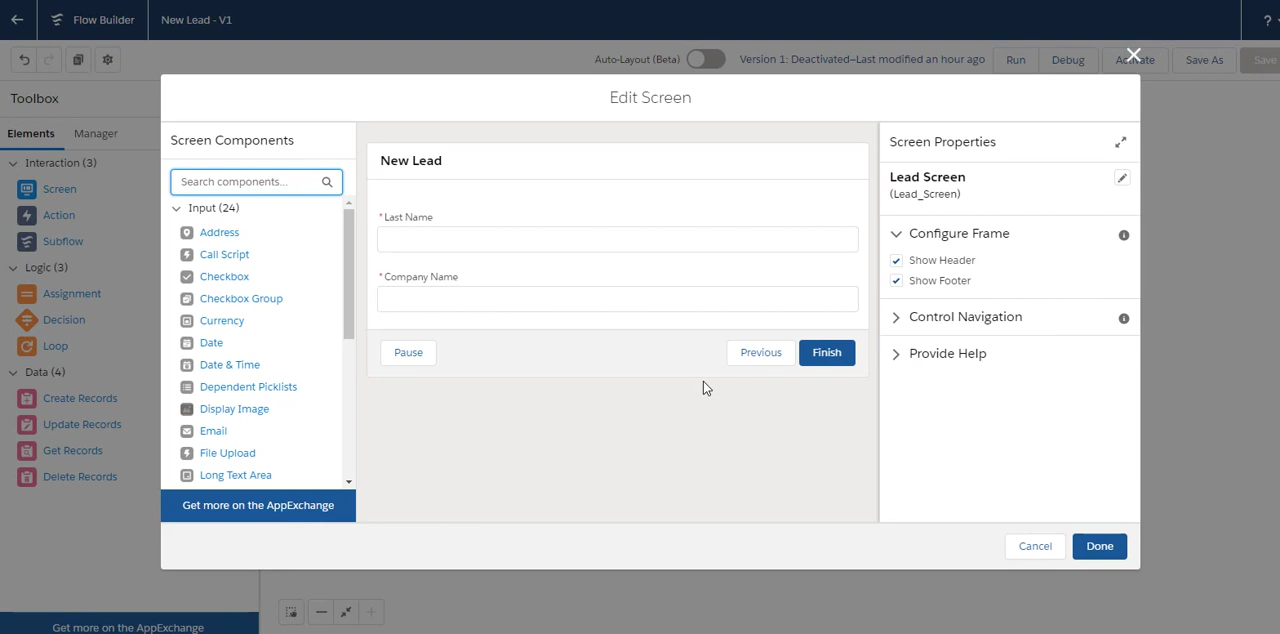 Flow Builder
New Lead - V1
?
Auto-Layout (Beta)
Version 1: Deactivated—Last modified an hour ago
Run
Debug
Activate
Save As
Save
Toolbox
Elements
Manager
Interaction (3)
Screen
Action
Subflow
Logic (3)
Assignment
Decision
Loop
Data (4)
Create Records
Update Records
Get Records
Delete Records
Get more on the AppExchange
Edit Screen
Screen Components
Search components...
Input (24)
Address
Call Script
Checkbox
Checkbox Group
Currency
Date
Date & Time
Dependent Picklists
Display Image
Email
File Upload
Long Text Area
Get more on the AppExchange
New Lead
*Last Name
*Company Name
Pause
Previous
Finish
Screen Properties
Lead Screen
(Lead_Screen)
Configure Frame
Show Header
Show Footer
Control Navigation
Provide Help
Cancel
Done